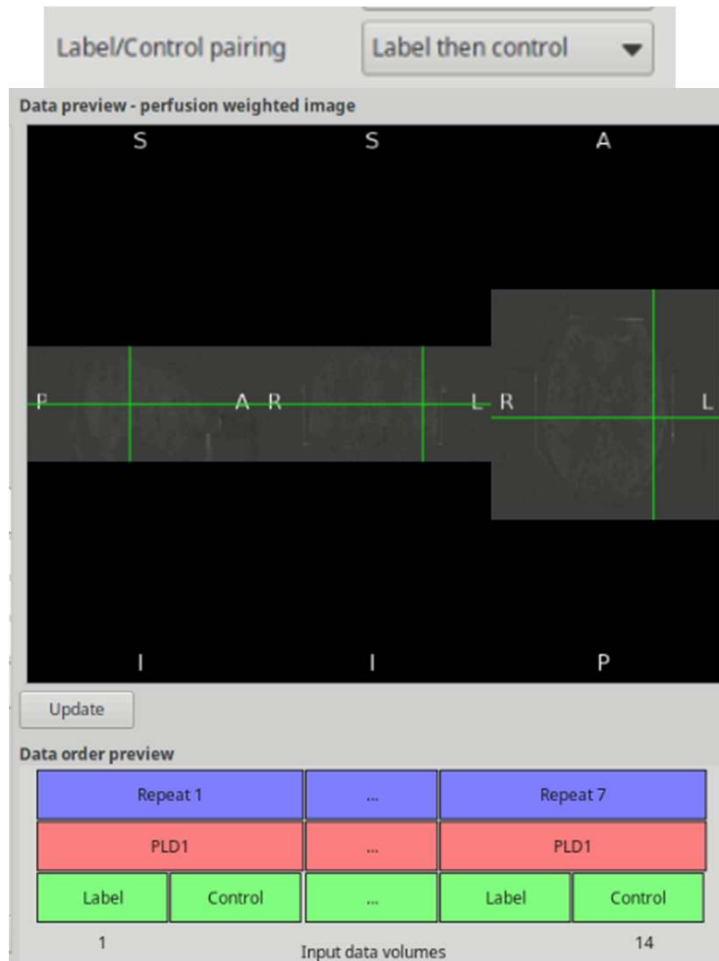 Label/Control pairing Label then control
Data preview - perfusion weighted image
S S A
P A R L R L
I I P
Update
Data order preview
Repeat 1 ... Repeat 7
PLD1 ... PLD1
Label Control ... Label Control
1 14
Input data volumes